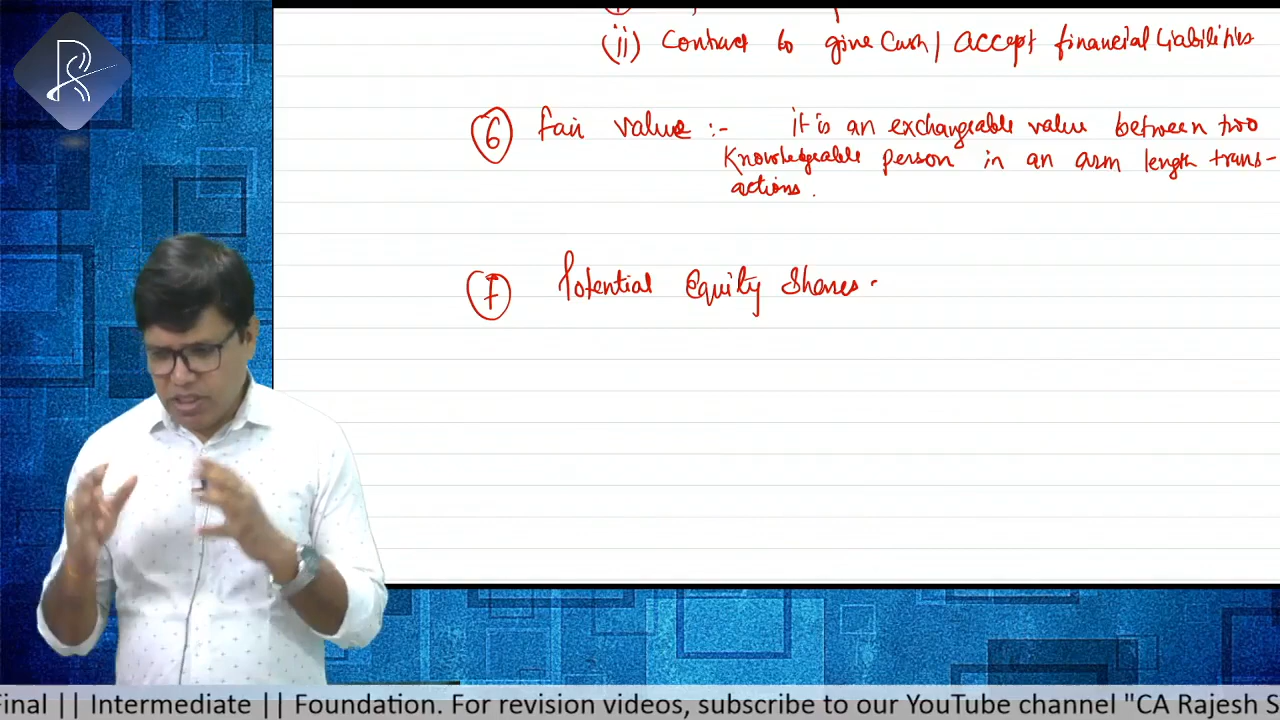 (ii) Contract to give Cash / Accept financial liabilities
6 fair value :- it is an exchangeable value between two
Knowledgeable person in an arm length trans-
actions.
7 Potential Equity Shares.
Final || Intermediate || Foundation. For revision videos, subscribe to our YouTube channel "CA Rajesh S